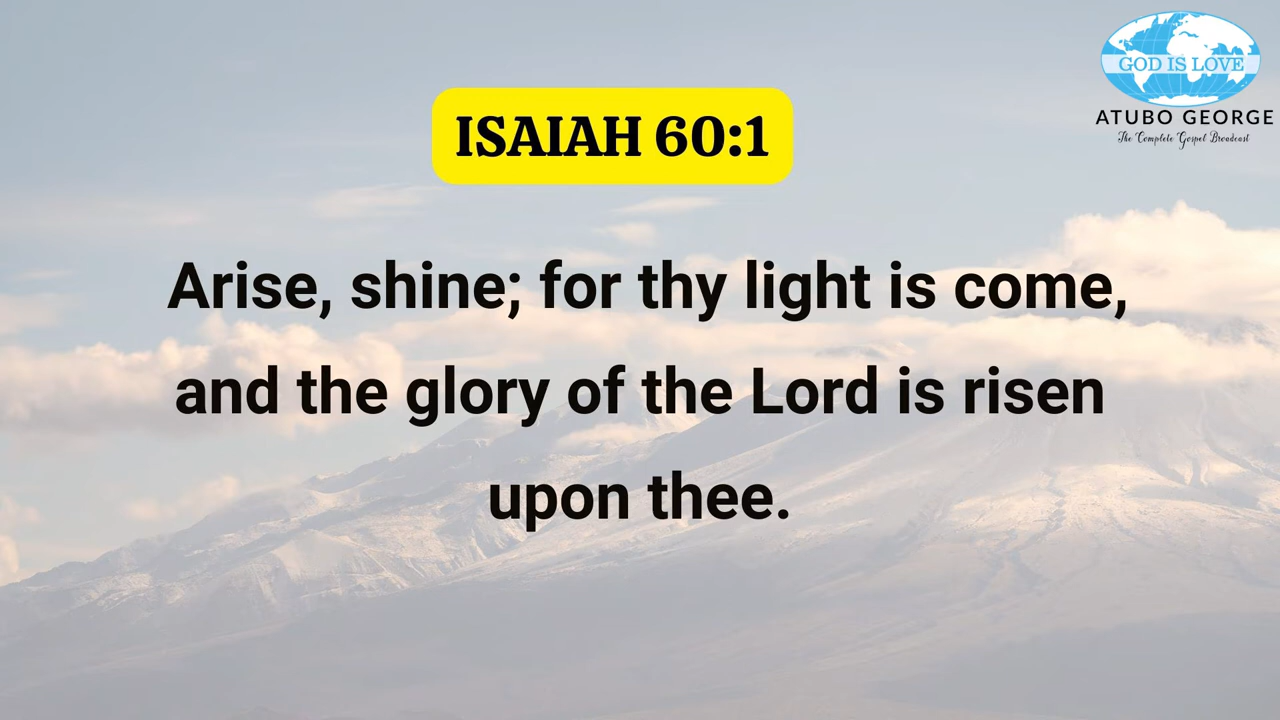 GOD IS LOVE
ATUBO GEORGE
The Complete Gospel Broadcast
ISAIAH 60:1
Arise, shine; for thy light is come,
and the glory of the Lord is risen
upon thee.